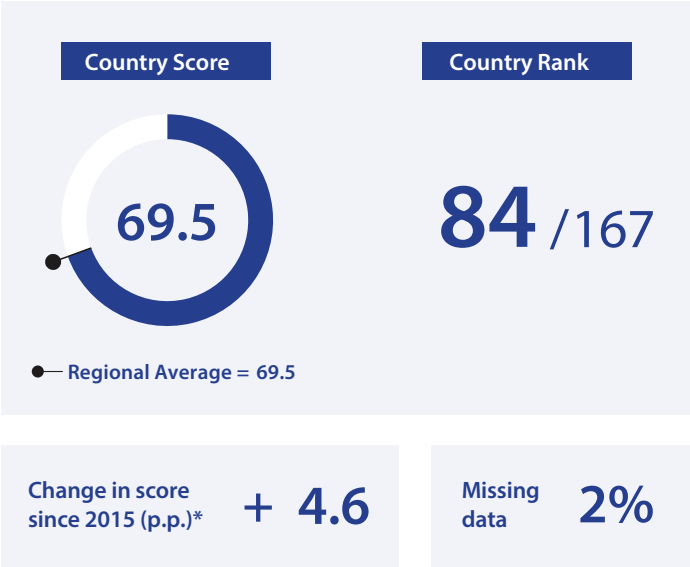 Country Score
Country Rank
69.5
84 /167
Regional Average = 69.5
Change in score
since 2015 (p.p.)*
+ 4.6
Missing
data
2%